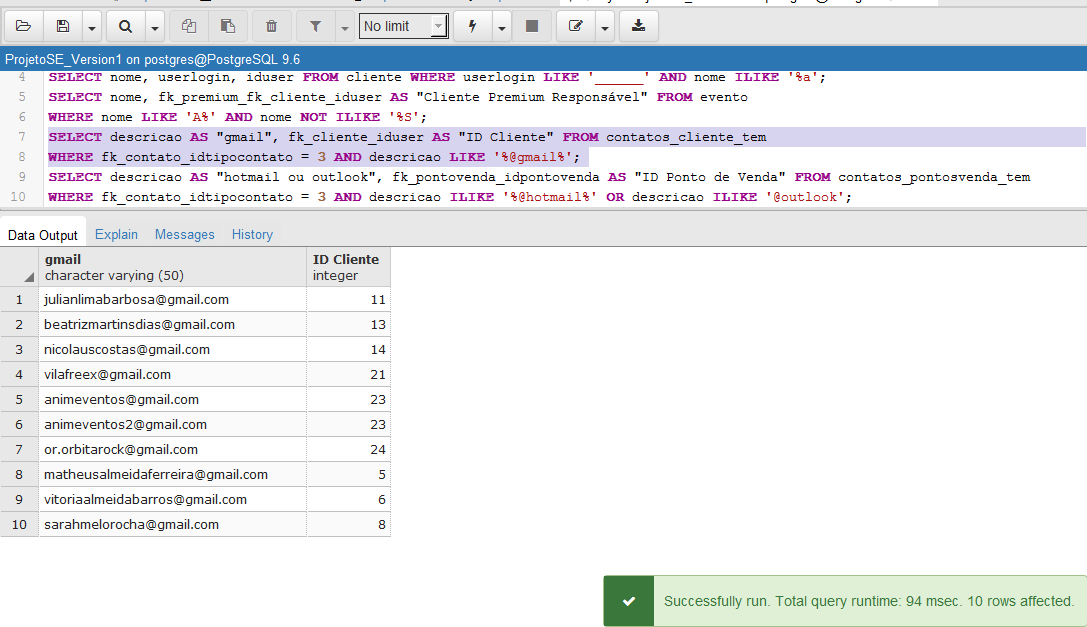 No limit
ProjetoSE_Version1 on postgres@PostgreSQL 9.6
4 SELECT nome, userlogin, iduser FROM cliente WHERE userlogin LIKE '______' AND nome ILIKE '%a';
5 SELECT nome, fk_premium_fk_cliente_iduser AS "Cliente Premium Responsável" FROM evento
6 WHERE nome LIKE 'A%' AND nome NOT ILIKE '%S';
7 SELECT descricao AS "gmail", fk_cliente_iduser AS "ID Cliente" FROM contatos_cliente_tem
8 WHERE fk_contato_idtipocontato = 3 AND descricao LIKE '%@gmail%';
9 SELECT descricao AS "hotmail ou outlook", fk_pontovenda_idpontovenda AS "ID Ponto de Venda" FROM contatos_pontosvenda_tem
10 WHERE fk_contato_idtipocontato = 3 AND descricao ILIKE '%@hotmail%' OR descricao ILIKE '@outlook';
Data Output Explain Messages History
gmail ID Cliente
character varying (50) integer
1 julianlimabarbosa@gmail.com 11
2 beatrizmartinsdias@gmail.com 13
3 nicolauscostas@gmail.com 14
4 vilafreex@gmail.com 21
5 animeventos@gmail.com 23
6 animeventos2@gmail.com 23
7 or.orbitarock@gmail.com 24
8 matheusalmeidaferreira@gmail.com 5
9 vitoriaalmeidabarros@gmail.com 6
10 sarahmelorocha@gmail.com 8
Successfully run. Total query runtime: 94 msec. 10 rows affected.